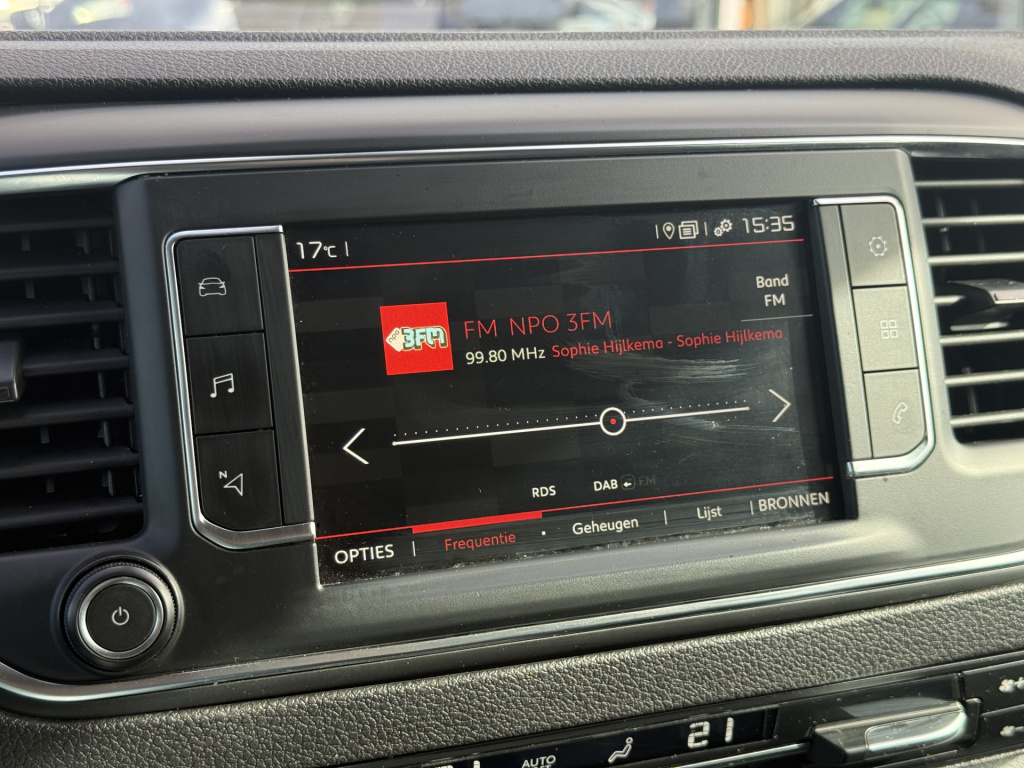 17°C
15:35
Band
FM
NPO 3FM
FM NPO 3FM
99.80 MHz Sophie Hijlkema - Sophie Hijlkema
RDS DAB FM
OPTIES Frequentie Geheugen Lijst BRONNEN
N
21
AUTO